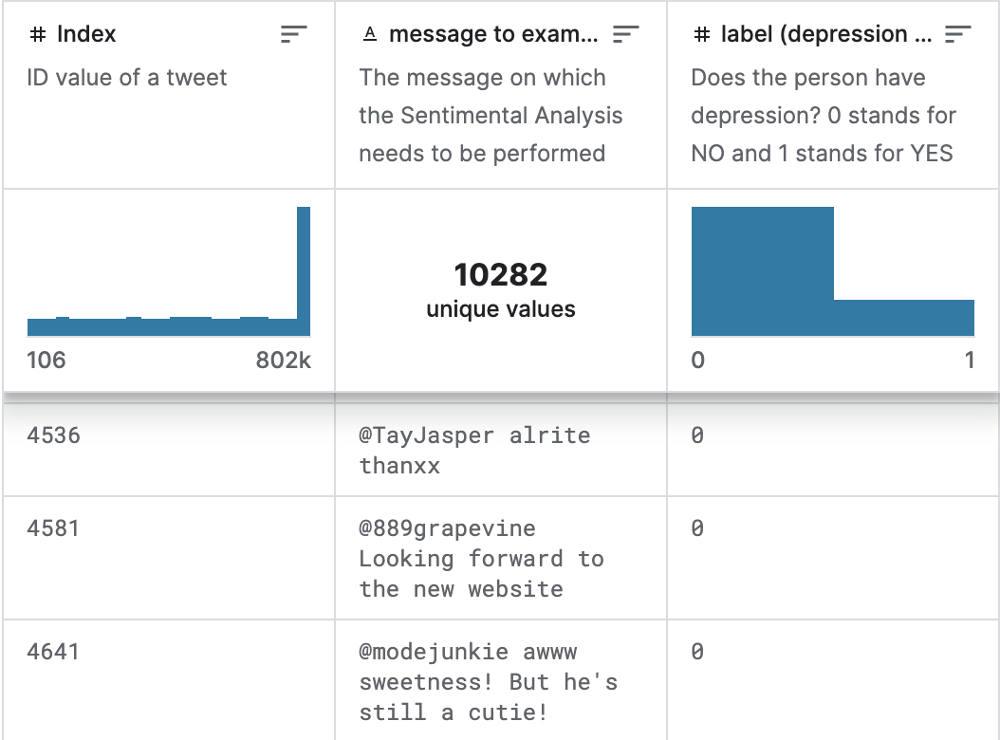 # Index
A message to exam...
# label (depression ...
ID value of a tweet
The message on which
the Sentimental Analysis
needs to be performed
Does the person have
depression? 0 stands for
NO and 1 stands for YES
106
802k
10282
unique values
0
1
4536
@TayJasper alrite
thanxx
0
4581
@889grapevine
Looking forward to
the new website
0
4641
@modejunkie awww
sweetness! But he's
still a cutie!
0